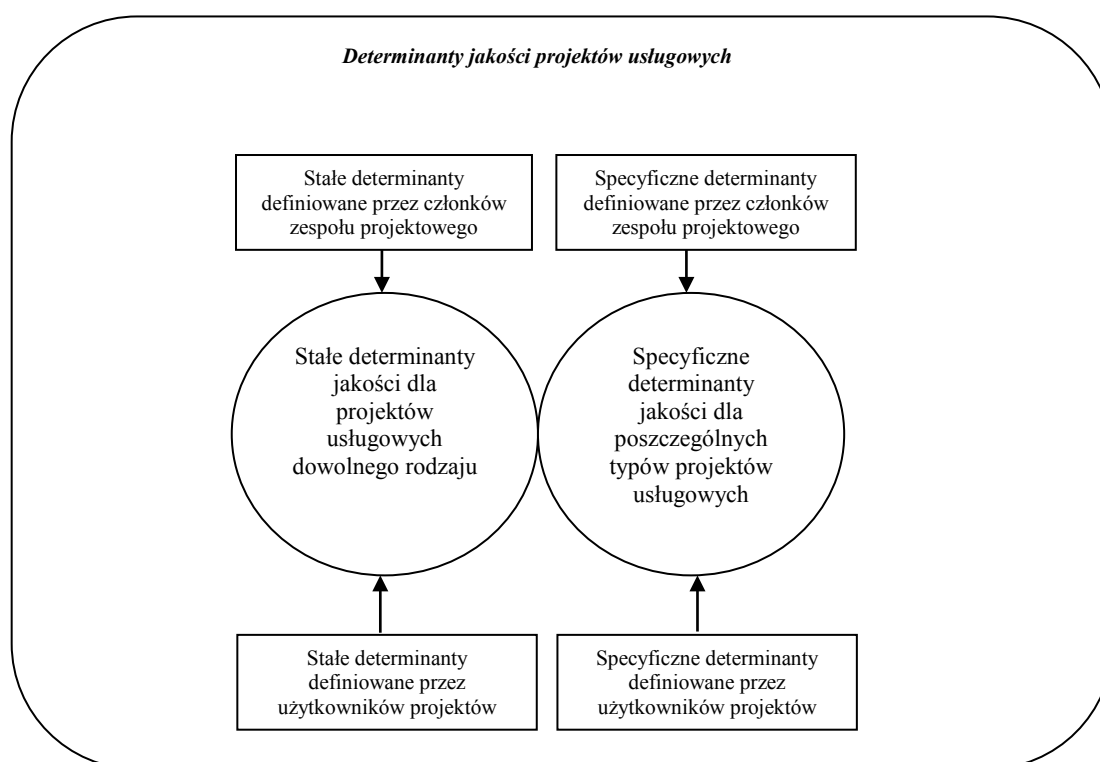 Determinanty jakości projektów usługowych
Stałe determinanty
definiowane przez członków
zespołu projektowego
Specyficzne determinanty
definiowane przez członków
zespołu projektowego
Stałe determinanty
jakości dla
projektów
usługowych
dowolnego rodzaju
Specyficzne
determinanty
jakości dla
poszczególnych
typów projektów
usługowych
Stałe determinanty
definiowane przez
użytkowników projektów
Specyficzne determinanty
definiowane przez
użytkowników projektów